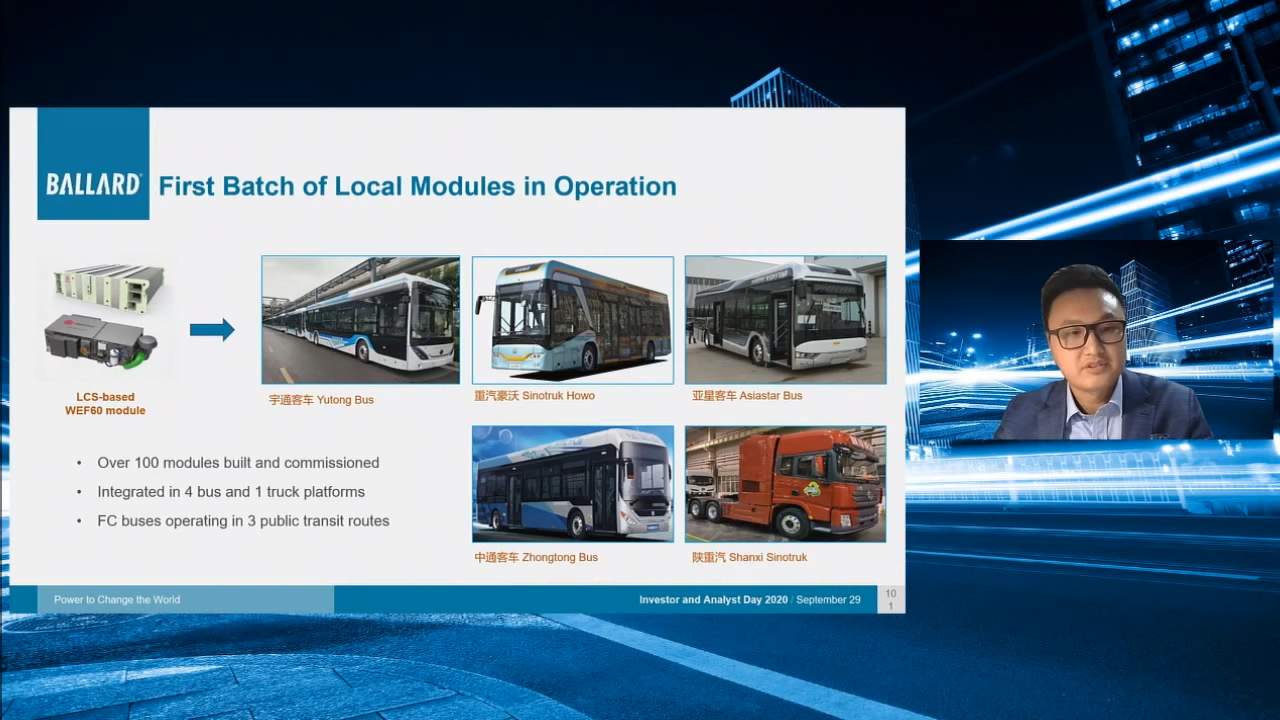 BALLARD
First Batch of Local Modules in Operation
LCS-based
WEF60 module
宇通客车 Yutong Bus
重汽豪沃 Sinotruk Howo
亚星客车 Asiastar Bus
• Over 100 modules built and commissioned
• Integrated in 4 bus and 1 truck platforms
• FC buses operating in 3 public transit routes
中通客车 Zhongtong Bus
陕重汽 Shanxi Sinotruk
Power to Change the World
Investor and Analyst Day 2020 / September 29
10
1